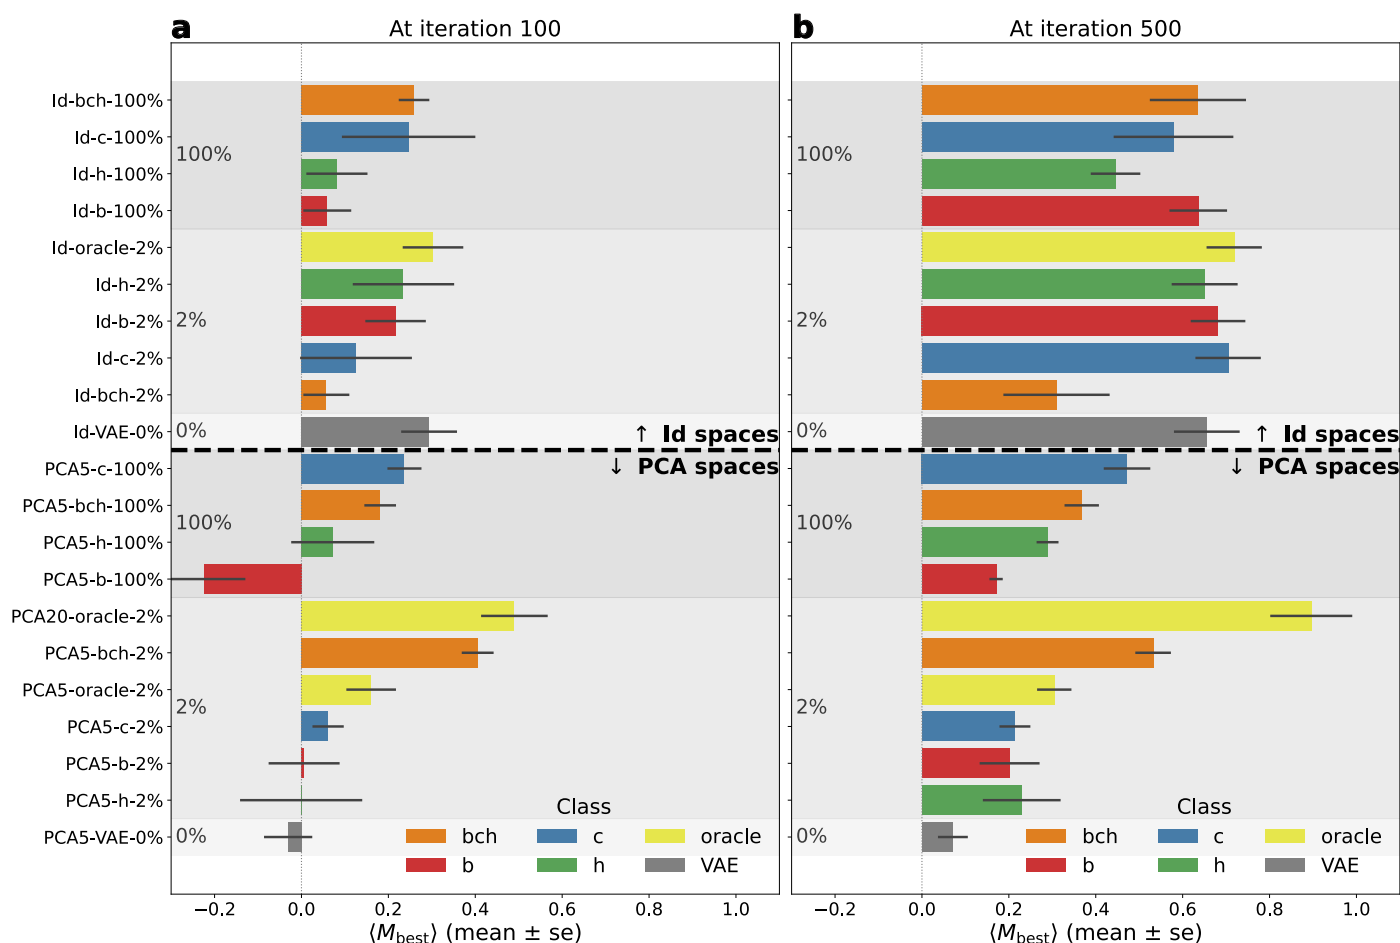 a
At iteration 100
b
At iteration 500
Id-bch-100%
Id-c-100%
100%
100%
Id-h-100%
Id-b-100%
Id-oracle-2%
Id-h-2%
Id-b-2%
2%
2%
Id-c-2%
Id-bch-2%
Id-VAE-0%
0%
↑ Id spaces
0%
↑ Id spaces
PCA5-c-100%
↓ PCA spaces
↓ PCA spaces
PCA5-bch-100%
100%
100%
PCA5-h-100%
PCA5-b-100%
PCA20-oracle-2%
PCA5-bch-2%
PCA5-oracle-2%
2%
2%
PCA5-c-2%
PCA5-b-2%
PCA5-h-2%
PCA5-VAE-0%
0%
0%
Class
bch c oracle
b h VAE
Class
bch c oracle
b h VAE
−0.2 0.0 0.2 0.4 0.6 0.8 1.0
−0.2 0.0 0.2 0.4 0.6 0.8 1.0
⟨M_best⟩ (mean ± se)
⟨M_best⟩ (mean ± se)